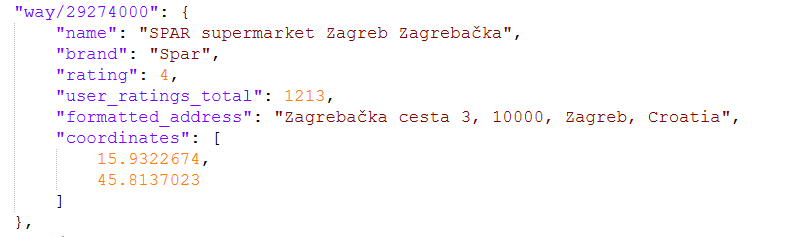 "way/29274000": {
"name": "SPAR supermarket Zagreb Zagrebačka",
"brand": "Spar",
"rating": 4,
"user_ratings_total": 1213,
"formatted_address": "Zagrebačka cesta 3, 10000, Zagreb, Croatia",
"coordinates": [
15.9322674,
45.8137023
]
},